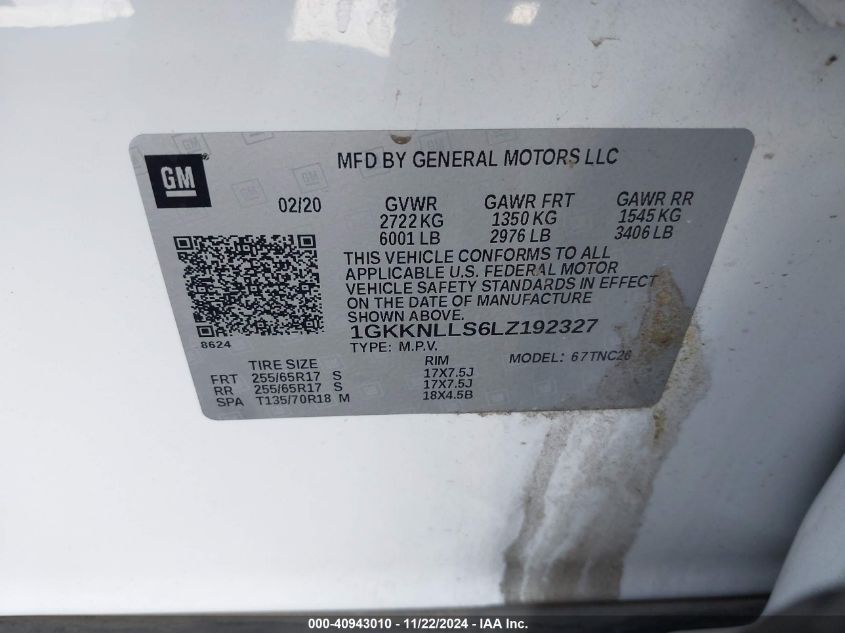 GM
MFD BY GENERAL MOTORS LLC
02/20 GVWR GAWR FRT GAWR RR
2722 KG 1350 KG 1545 KG
6001 LB 2976 LB 3406 LB
THIS VEHICLE CONFORMS TO ALL
APPLICABLE U.S. FEDERAL MOTOR
VEHICLE SAFETY STANDARDS IN EFFECT
ON THE DATE OF MANUFACTURE
SHOWN ABOVE.
1GKKNLLS6LZ192327
8624
TYPE: M.P.V. MODEL: 67TNC26
TIRE SIZE RIM
FRT 255/65R17 S 17X7.5J
RR 255/65R17 S 17X7.5J
SPA T135/70R18 M 18X4.5B
000-40943010 - 11/22/2024 - IAA Inc.